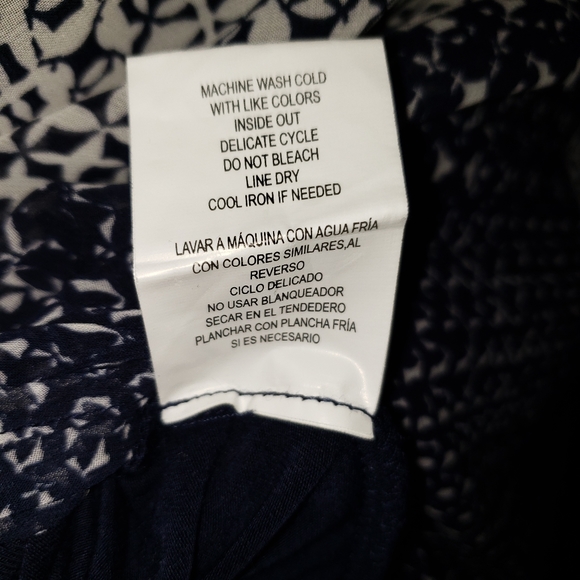 MACHINE WASH COLD
WITH LIKE COLORS
INSIDE OUT
DELICATE CYCLE
DO NOT BLEACH
LINE DRY
COOL IRON IF NEEDED
LAVAR A MÁQUINA CON AGUA FRÍA
CON COLORES SIMILARES,AL
REVERSO
CICLO DELICADO
NO USAR BLANQUEADOR
SECAR EN EL TENDEDERO
PLANCHAR CON PLANCHA FRÍA
SI ES NECESARIO